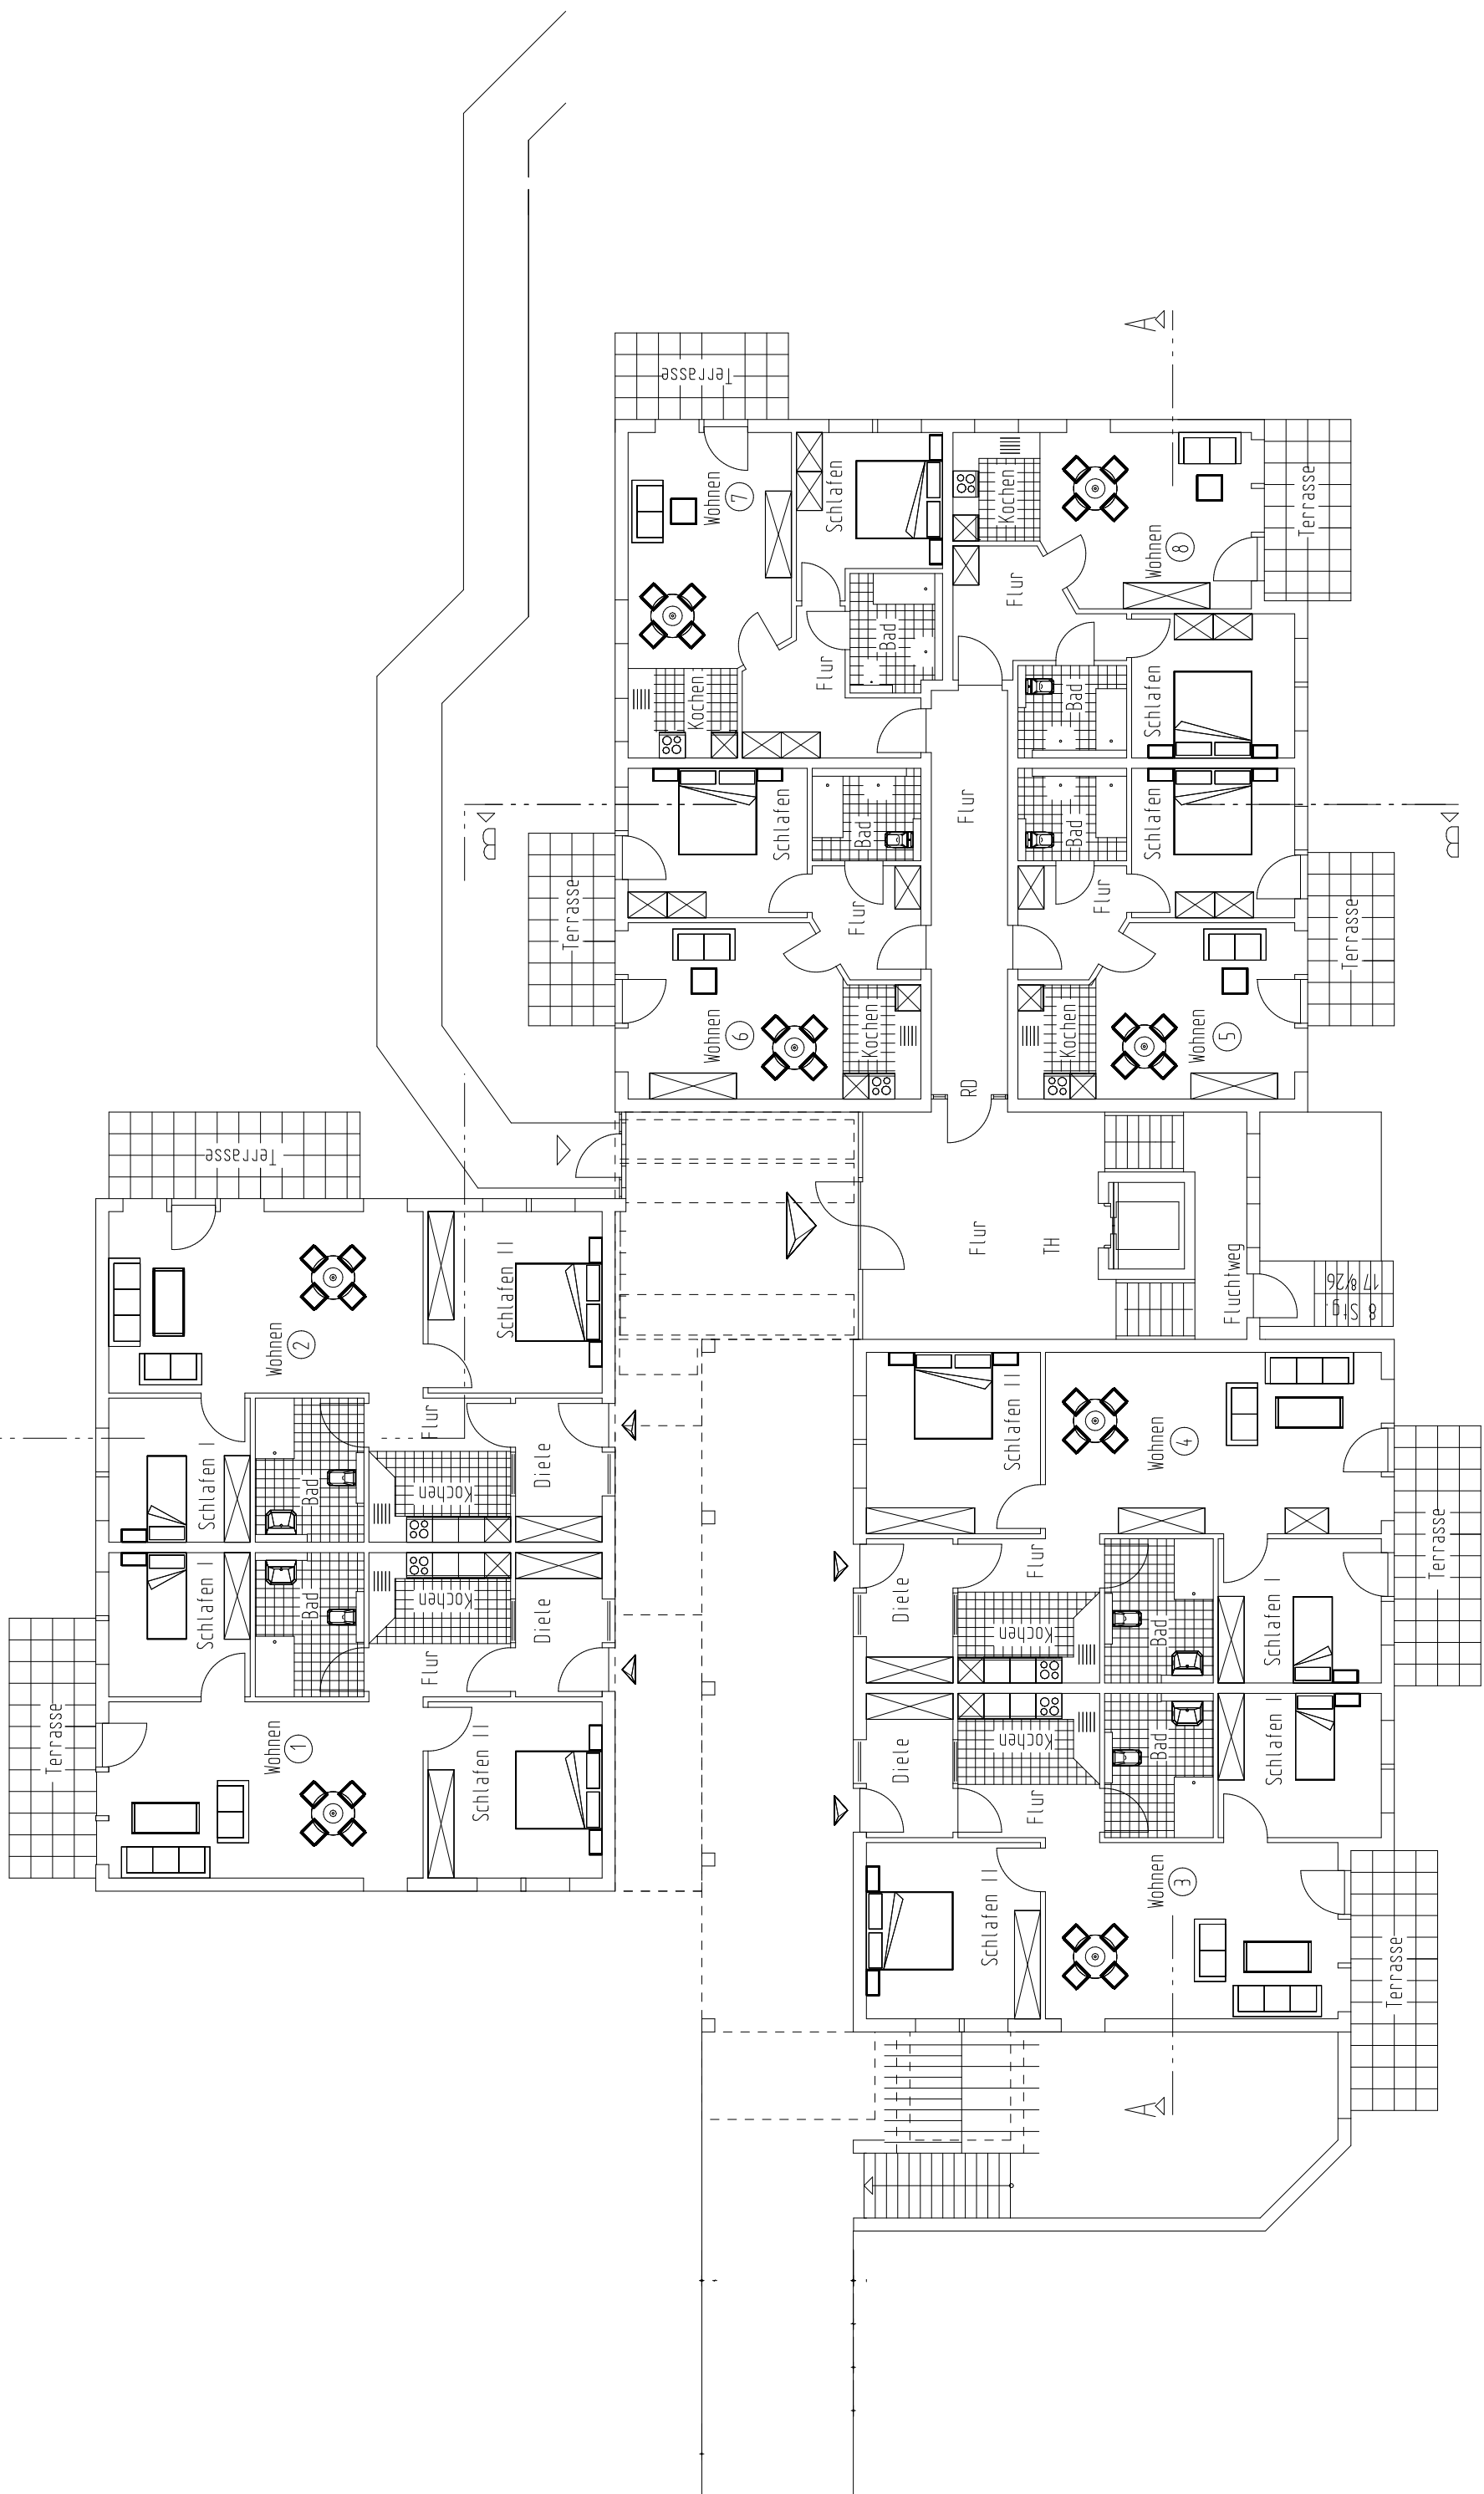 A
Terrasse
Wohnen
7
Schlafen
Kochen
Terrasse
Wohnen
8
Flur
Bad
Flur
Kochen
Bad
Schlafen
Schlafen
Bad
Flur
Bad
Schlafen
B
B
Terrasse
Flur
Flur
Terrasse
Wohnen
6
Kochen
Kochen
Wohnen
5
RD
Terrasse
Flur
TH
Fluchtweg
8 Stg.
17 8/26
Wohnen
2
Schlafen II
Schlafen II
Wohnen
4
Flur
Schlafen I
Bad
Kochen
Diele
Terrasse
Flur
Diele
Kochen
Bad
Schlafen I
Schlafen I
Bad
Kochen
Diele
Flur
Diele
Kochen
Bad
Schlafen I
Flur
Terrasse
Wohnen
1
Schlafen II
Schlafen II
Wohnen
3
Terrasse
A